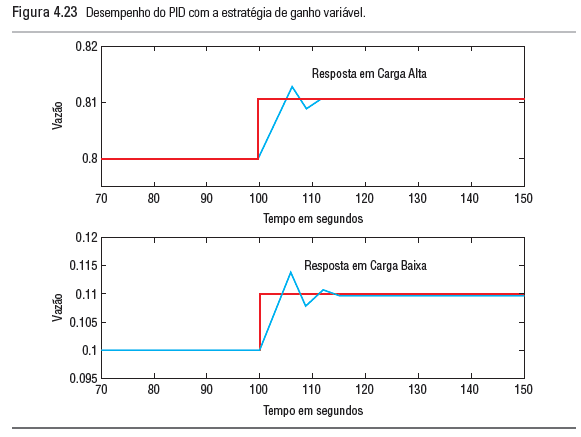 Figura 4.23 Desempenho do PID com a estratégia de ganho variável.
0.82
Resposta em Carga Alta
0.81
Vazão
0.8
70 80 90 100 110 120 130 140 150
Tempo em segundos
0.12
0.115
Resposta em Carga Baixa
0.110
Vazão
0.105
0.1
0.095
70 80 90 100 110 120 130 140 150
Tempo em segundos